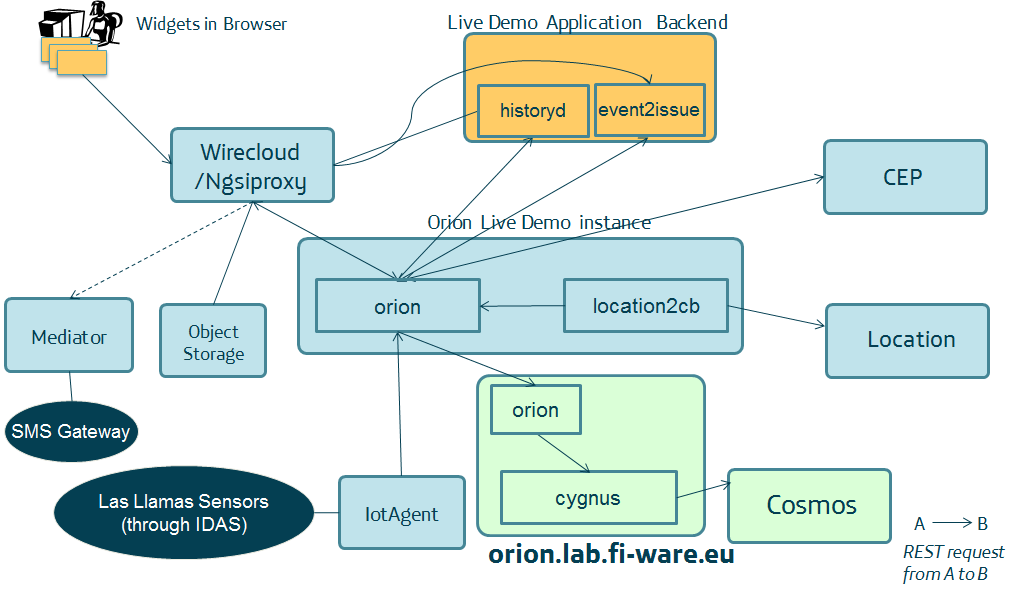 Widgets in Browser
Live Demo Application Backend
historyd
event2issue
Wirecloud
/Ngsiproxy
CEP
Orion Live Demo instance
orion
location2cb
Mediator
Object
Storage
Location
SMS Gateway
orion
Las Llamas Sensors
(through IDAS)
IotAgent
cygnus
Cosmos
A B
REST request
from A to B
orion.lab.fi-ware.eu